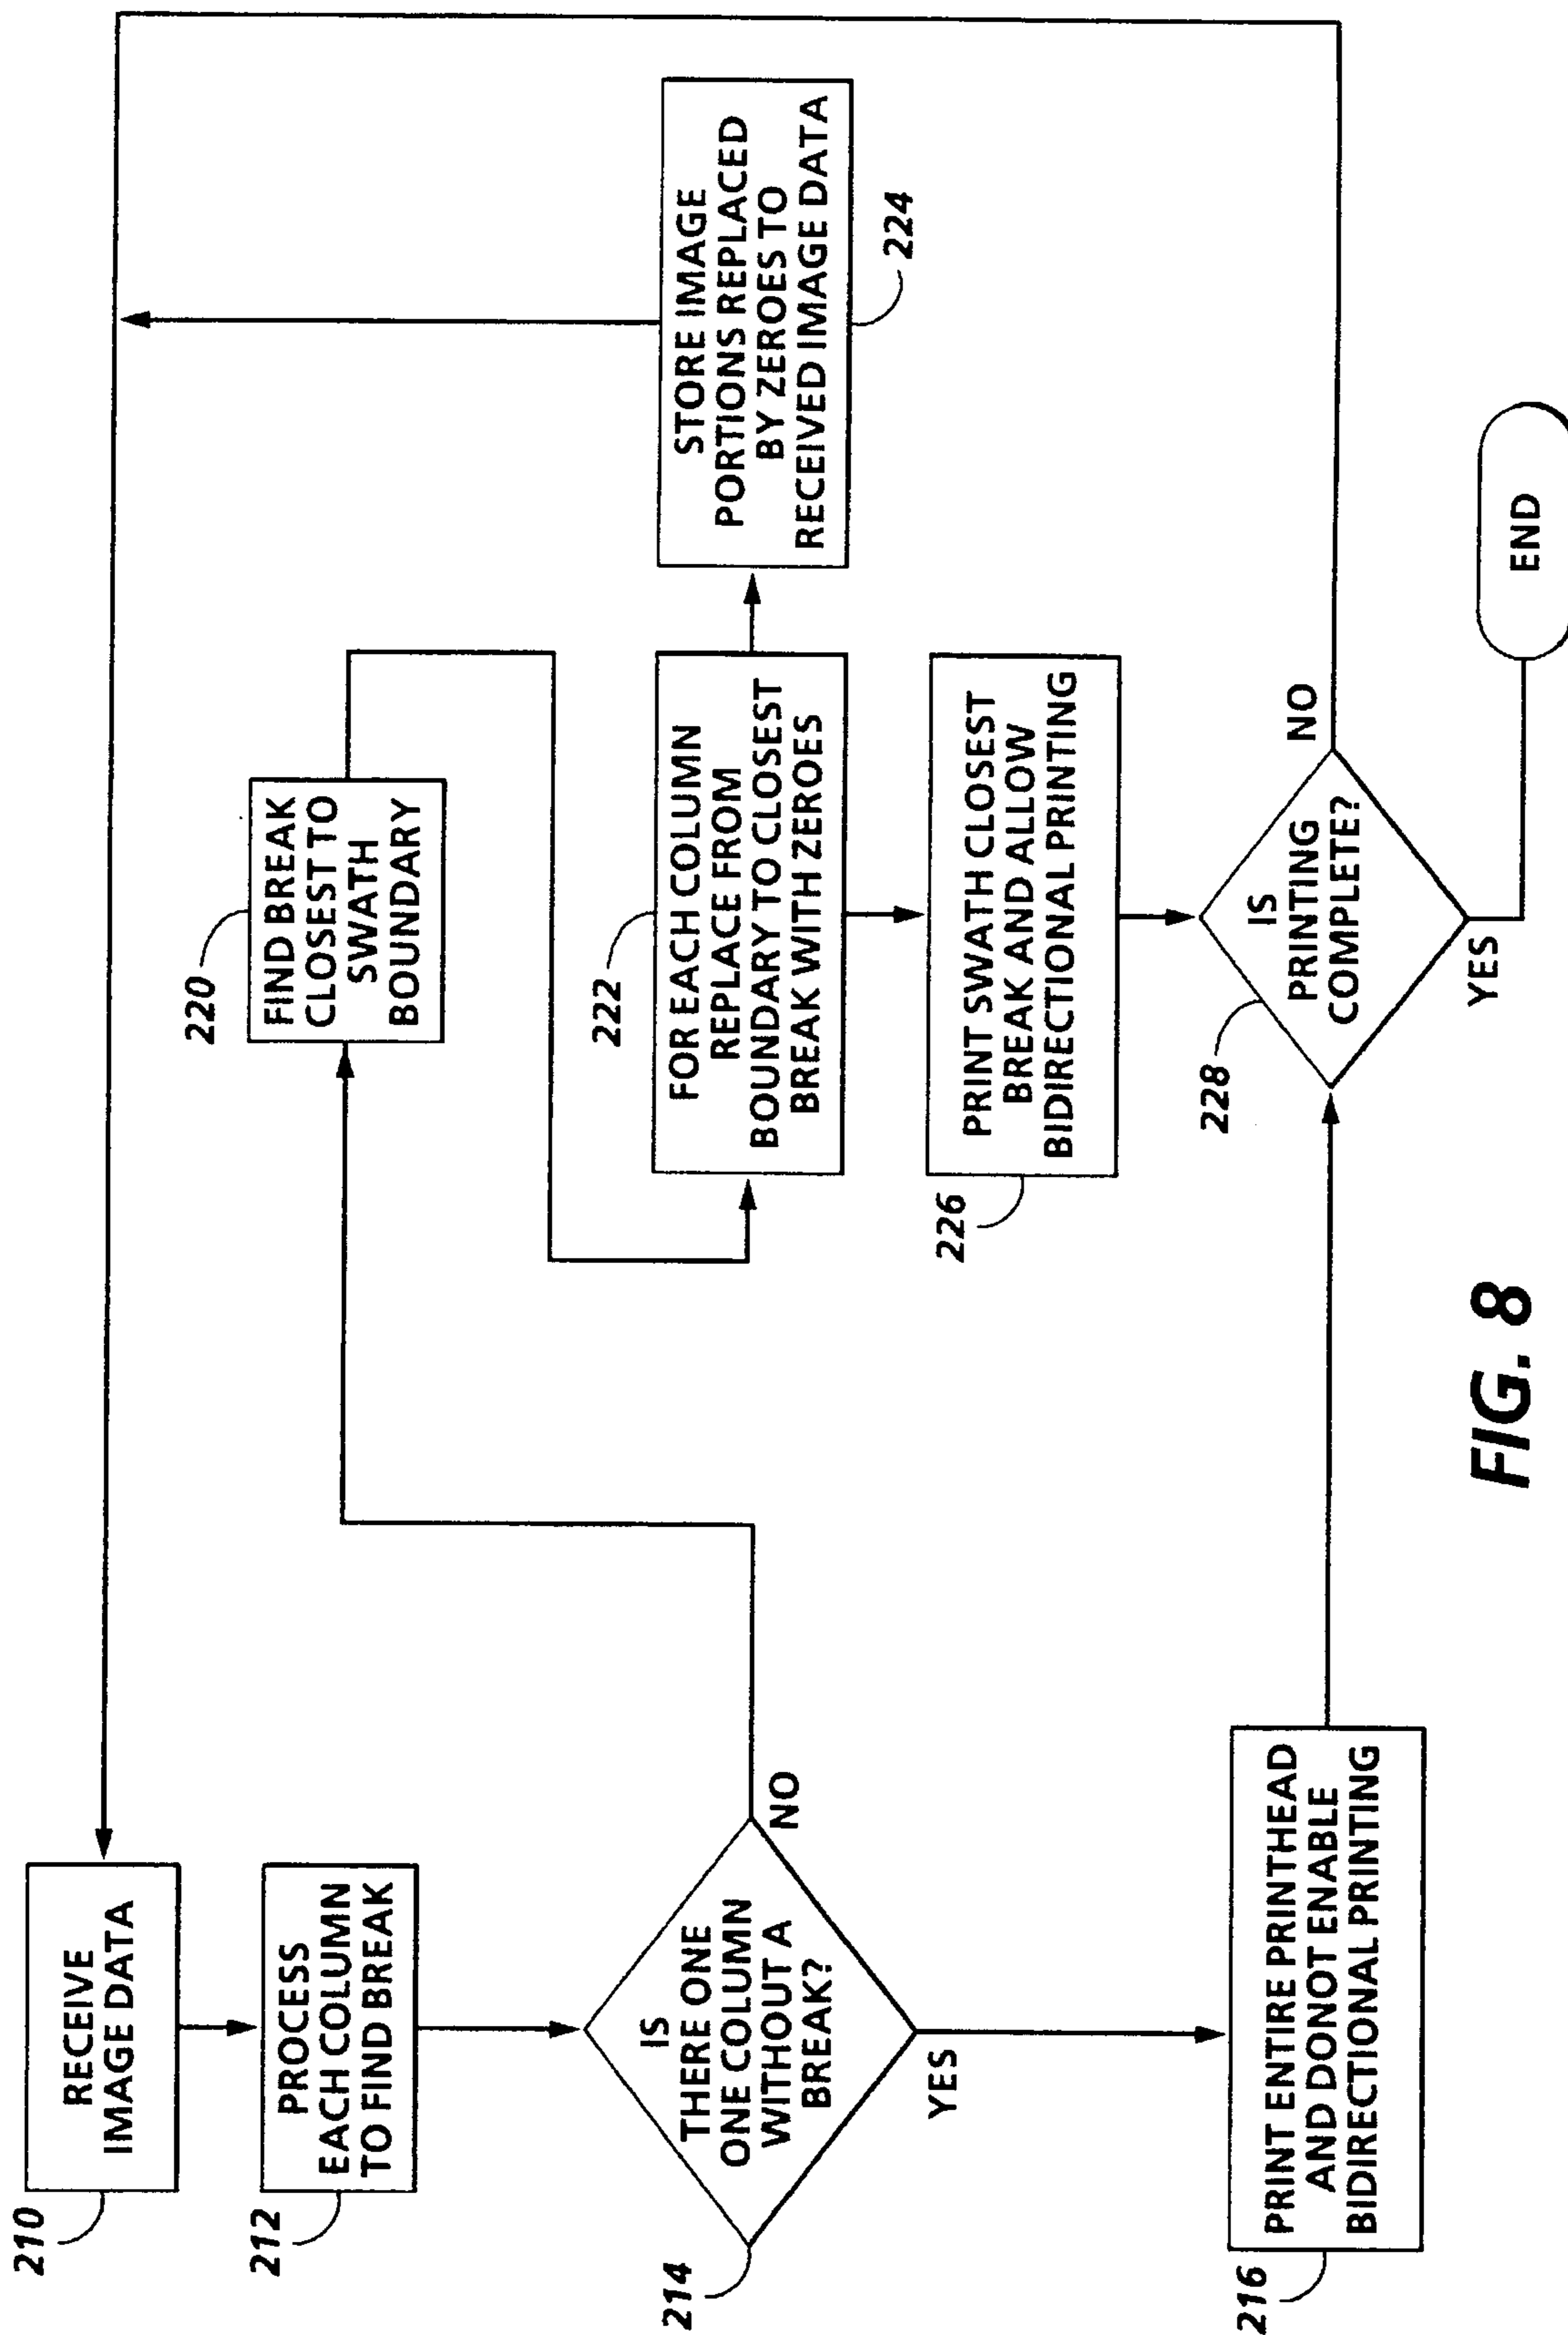 210
RECEIVE
IMAGE DATA
212
PROCESS
EACH COLUMN
TO FIND BREAK
214
IS
THERE ONE
ONE COLUMN
WITHOUT A
BREAK?
NO
YES
216
PRINT ENTIRE PRINTHEAD
AND DONOT ENABLE
BIDIRECTIONAL PRINTING
220
FIND BREAK
CLOSEST TO
SWATH
BOUNDARY
222
FOR EACH COLUMN
REPLACE FROM
BOUNDARY TO CLOSEST
BREAK WITH ZEROES
STORE IMAGE
PORTIONS REPLACED
BY ZEROES TO
RECEIVED IMAGE DATA
224
226
PRINT SWATH CLOSEST
BREAK AND ALLOW
BIDIRECTIONAL PRINTING
228
IS
PRINTING
COMPLETE?
NO
YES
END
FIG. 8